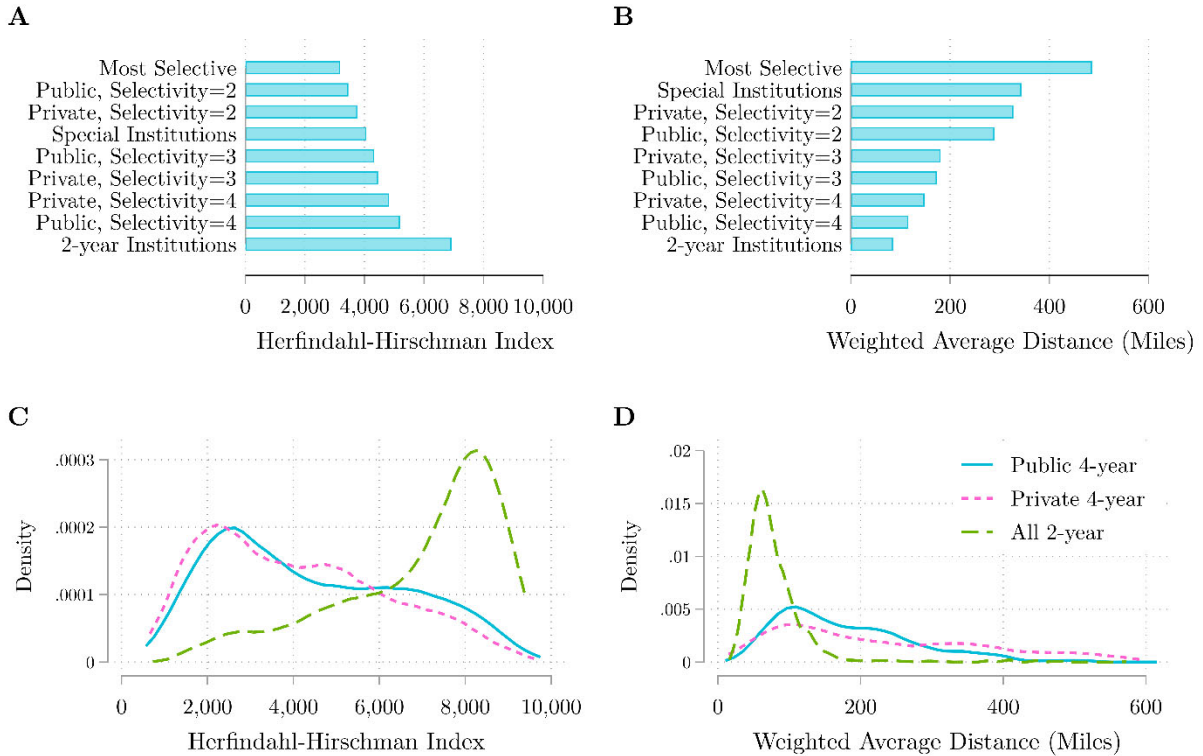 A
Most Selective
Public, Selectivity=2
Private, Selectivity=2
Special Institutions
Public, Selectivity=3
Private, Selectivity=3
Private, Selectivity=4
Public, Selectivity=4
2-year Institutions
0 2,000 4,000 6,000 8,000 10,000
Herfindahl-Hirschman Index
B
Most Selective
Special Institutions
Private, Selectivity=2
Public, Selectivity=2
Private, Selectivity=3
Public, Selectivity=3
Private, Selectivity=4
Public, Selectivity=4
2-year Institutions
0 200 400 600
Weighted Average Distance (Miles)
C
Density
.0003
.0002
.0001
0
0 2,000 4,000 6,000 8,000 10,000
Herfindahl-Hirschman Index
D
Density
.02
.015
.01
.005
0
Public 4-year
Private 4-year
All 2-year
0 200 400 600
Weighted Average Distance (Miles)